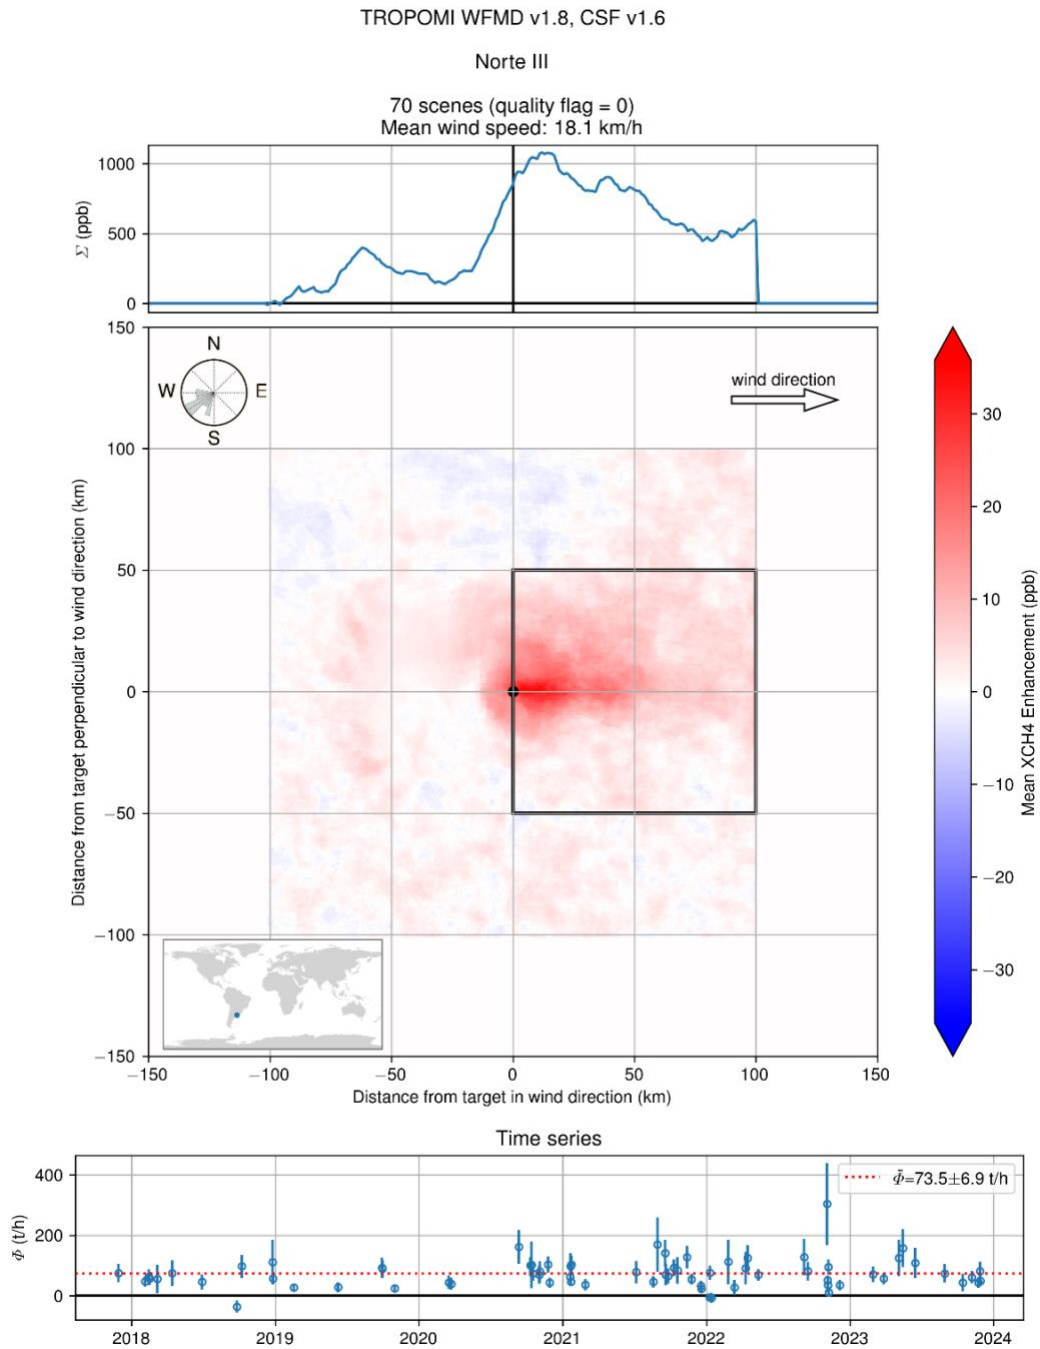 TROPOMI WFMD v1.8, CSF v1.6
Norte III
70 scenes (quality flag = 0)
Mean wind speed: 18.1 km/h
1000
500
0
Σ (ppb)
150
100
50
0
−50
−100
−150
Distance from target perpendicular to wind direction (km)
N
W E
S
wind direction
−150 −100 −50 0 50 100 150
Distance from target in wind direction (km)
30
20
10
0
−10
−20
−30
Mean XCH4 Enhancement (ppb)
Time series
400
200
0
Φ (t/h)
Φ̄=73.5±6.9 t/h
2018 2019 2020 2021 2022 2023 2024